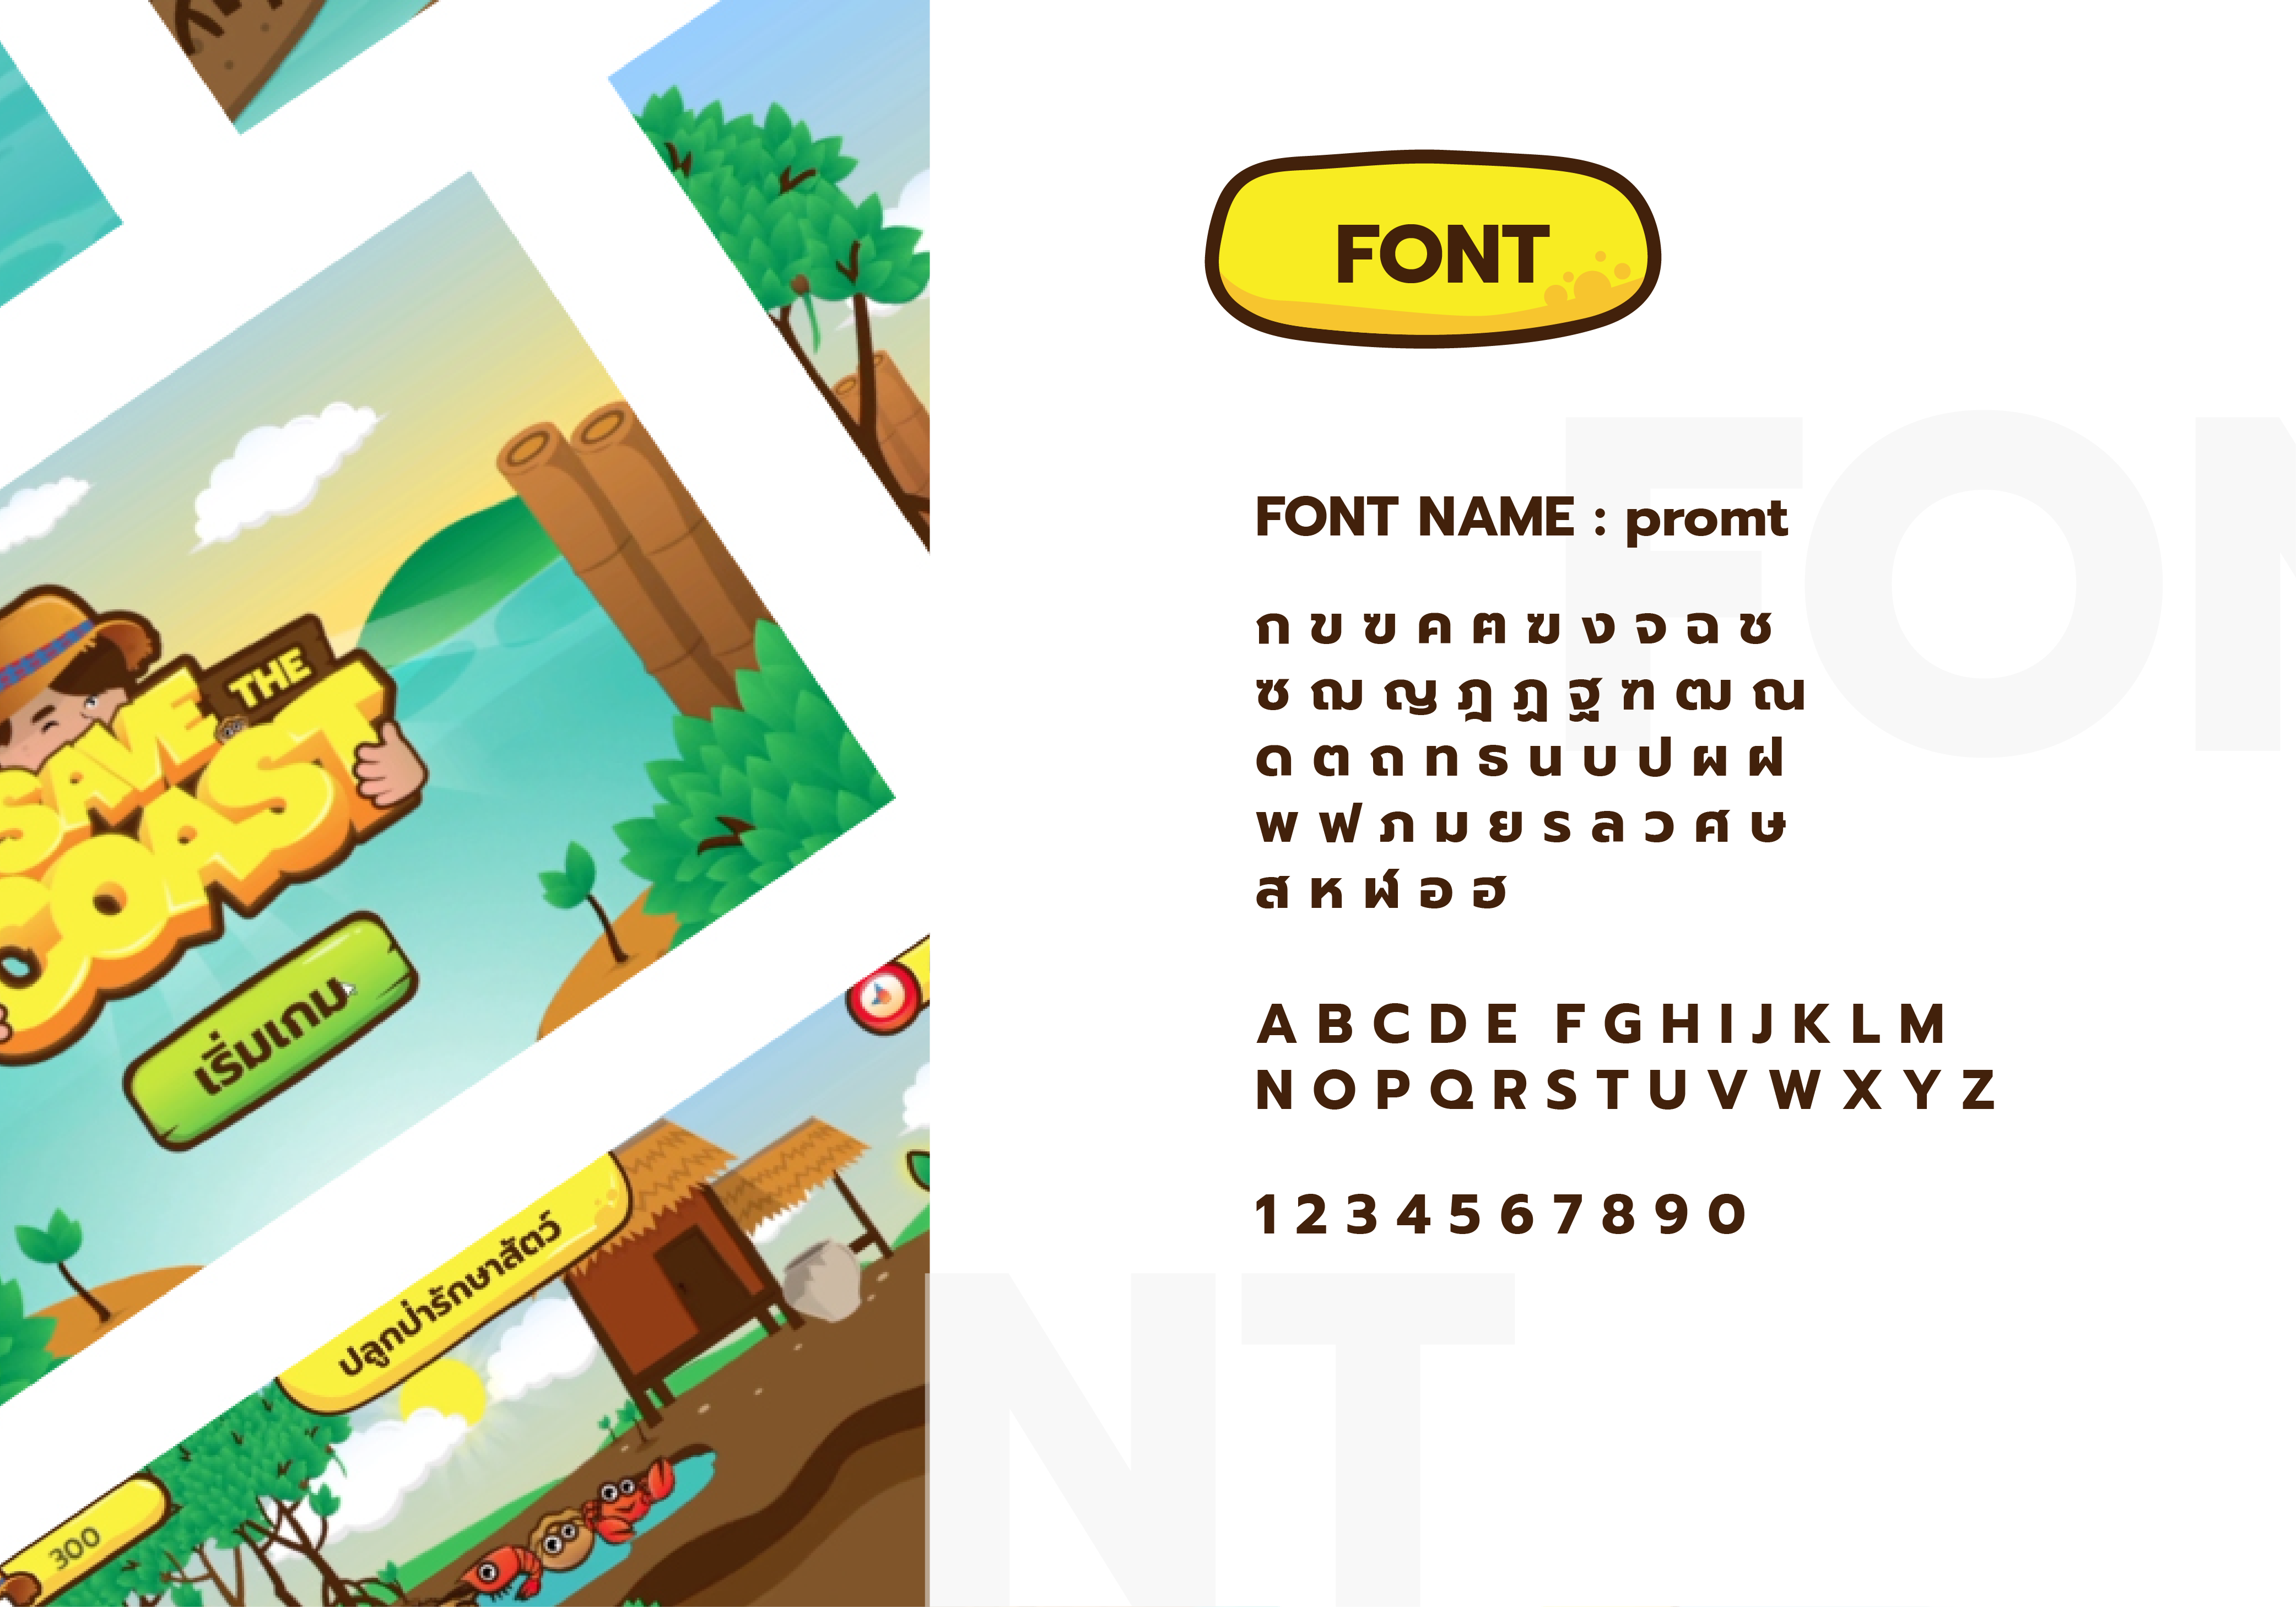 SAVE THE
COAST
เริ่มเกม
ปลูกป่ารักษาสัตว์
300
FONT
FONT NAME : promt
ก ข ฃ ค ฅ ฆ ง จ ฉ ช
ซ ฌ ญ ฎ ฏ ฐ ฑ ฒ ณ
ด ต ถ ท ธ น บ ป ผ ฝ
พ ฟ ภ ม ย ร ล ว ศ ษ
ส ห ฬ อ ฮ
A B C D E F G H I J K L M
N O P Q R S T U V W X Y Z
1 2 3 4 5 6 7 8 9 0
FON
NT